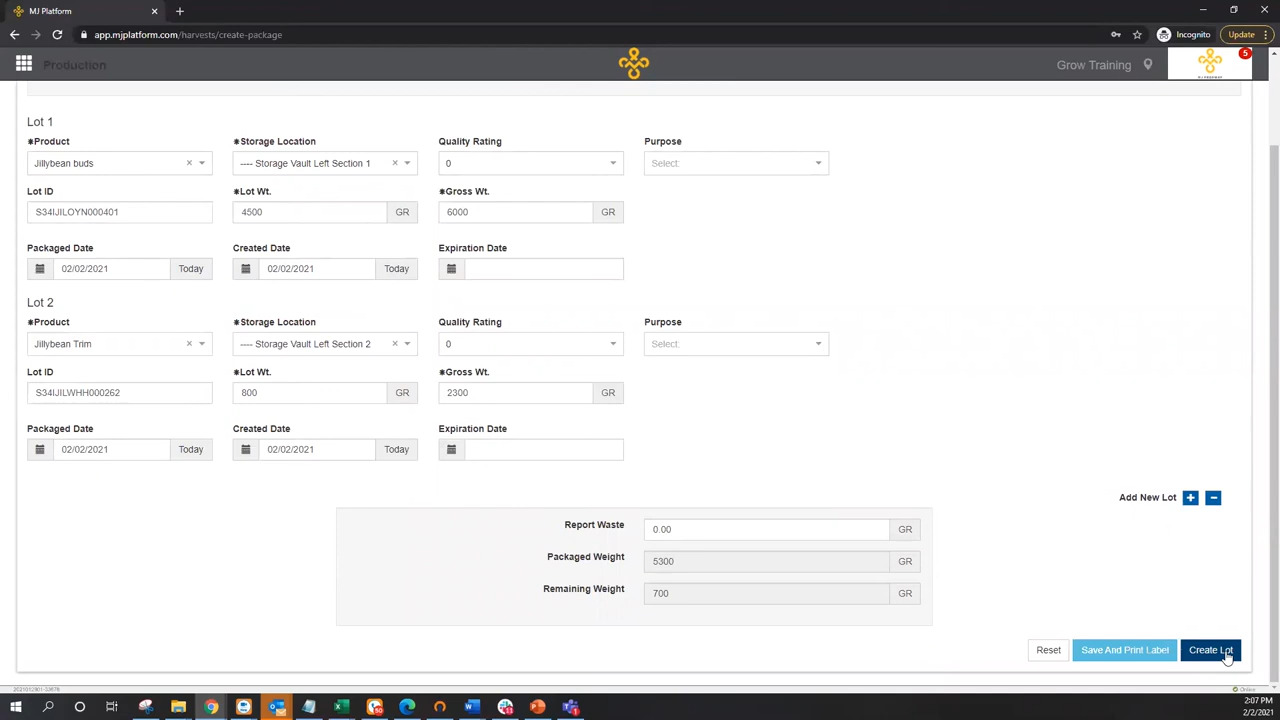 MJ Platform
app.mjplatform.com/harvests/create-package
Incognito
Update
Production
Grow Training
5
Lot 1
✱Product
✱Storage Location
Quality Rating
Purpose
Jillybean buds
---- Storage Vault Left Section 1
0
Select:
Lot ID
✱Lot Wt.
✱Gross Wt.
S34IJILOYN000401
4500
GR
6000
GR
Packaged Date
Created Date
Expiration Date
02/02/2021
Today
02/02/2021
Today
Lot 2
✱Product
✱Storage Location
Quality Rating
Purpose
Jillybean Trim
---- Storage Vault Left Section 2
0
Select:
Lot ID
✱Lot Wt.
✱Gross Wt.
S34IJILWHH000262
800
GR
2300
GR
Packaged Date
Created Date
Expiration Date
02/02/2021
Today
02/02/2021
Today
Add New Lot
Report Waste
0.00
GR
Packaged Weight
5300
GR
Remaining Weight
700
GR
Reset
Save And Print Label
Create Lot
Online
2:07 PM
2/2/2021